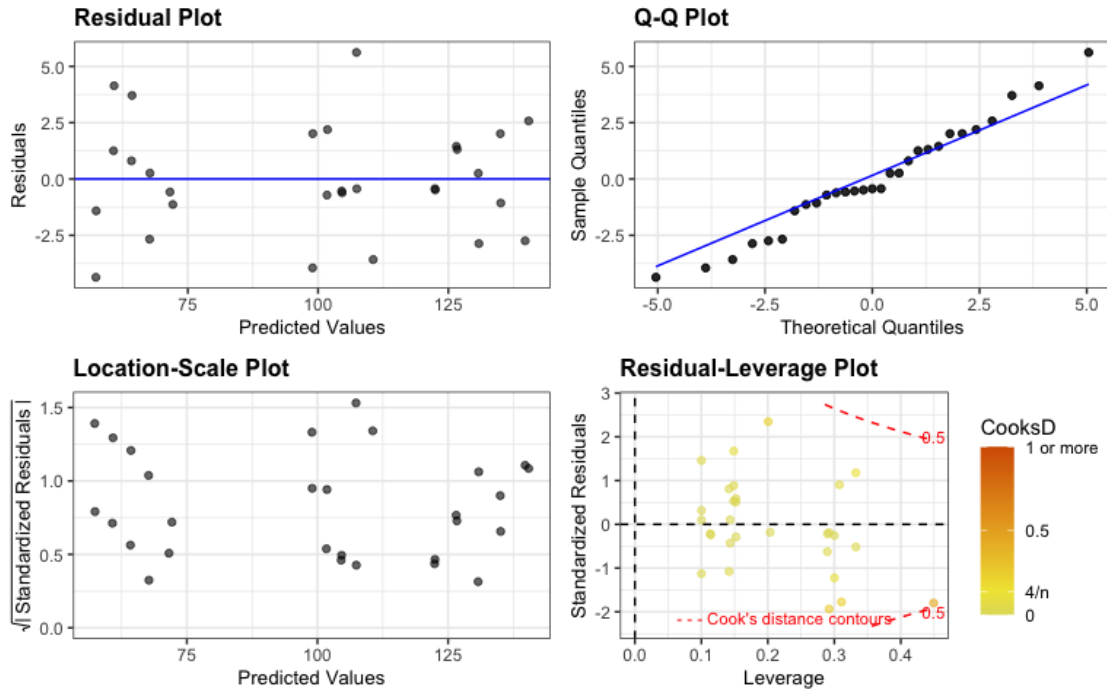 Residual Plot
5.0
2.5
0.0
-2.5
Residuals
75
100
125
Predicted Values
Q-Q Plot
5.0
2.5
0.0
-2.5
Sample Quantiles
-5.0
-2.5
0.0
2.5
5.0
Theoretical Quantiles
Location-Scale Plot
1.5
1.0
0.5
0.0
√| Standardized Residuals |
75
100
125
Predicted Values
Residual-Leverage Plot
3
2
1
0
-1
-2
Standardized Residuals
0.5
0.5
Cook's distance contours
0.0
0.1
0.2
0.3
0.4
Leverage
CooksD
1 or more
0.5
4/n
0